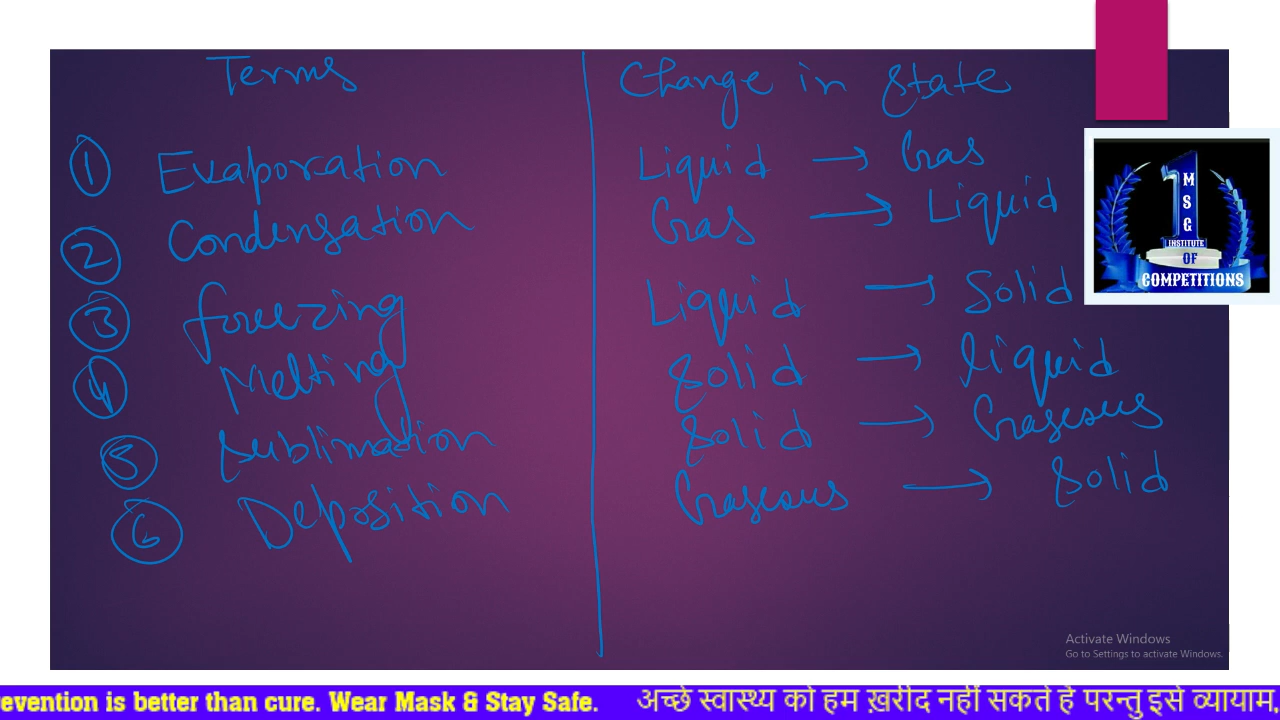 Terms Change in State
1 Evaporation Liquid → Gas
2 Condensation Gas → Liquid
3 freezing Liquid → Solid
4 Melting Solid → liquid
5 Sublimation Solid → Gaseous
6 Deposition Gaseous → Solid
1
MSG
INSTITUTE
OF
COMPETITIONS
Activate Windows
Go to Settings to activate Windows.
evention is better than cure. Wear Mask & Stay Safe. अच्छे स्वास्थ्य को हम ख़रीद नहीं सकते है परन्तु इसे व्यायाम,